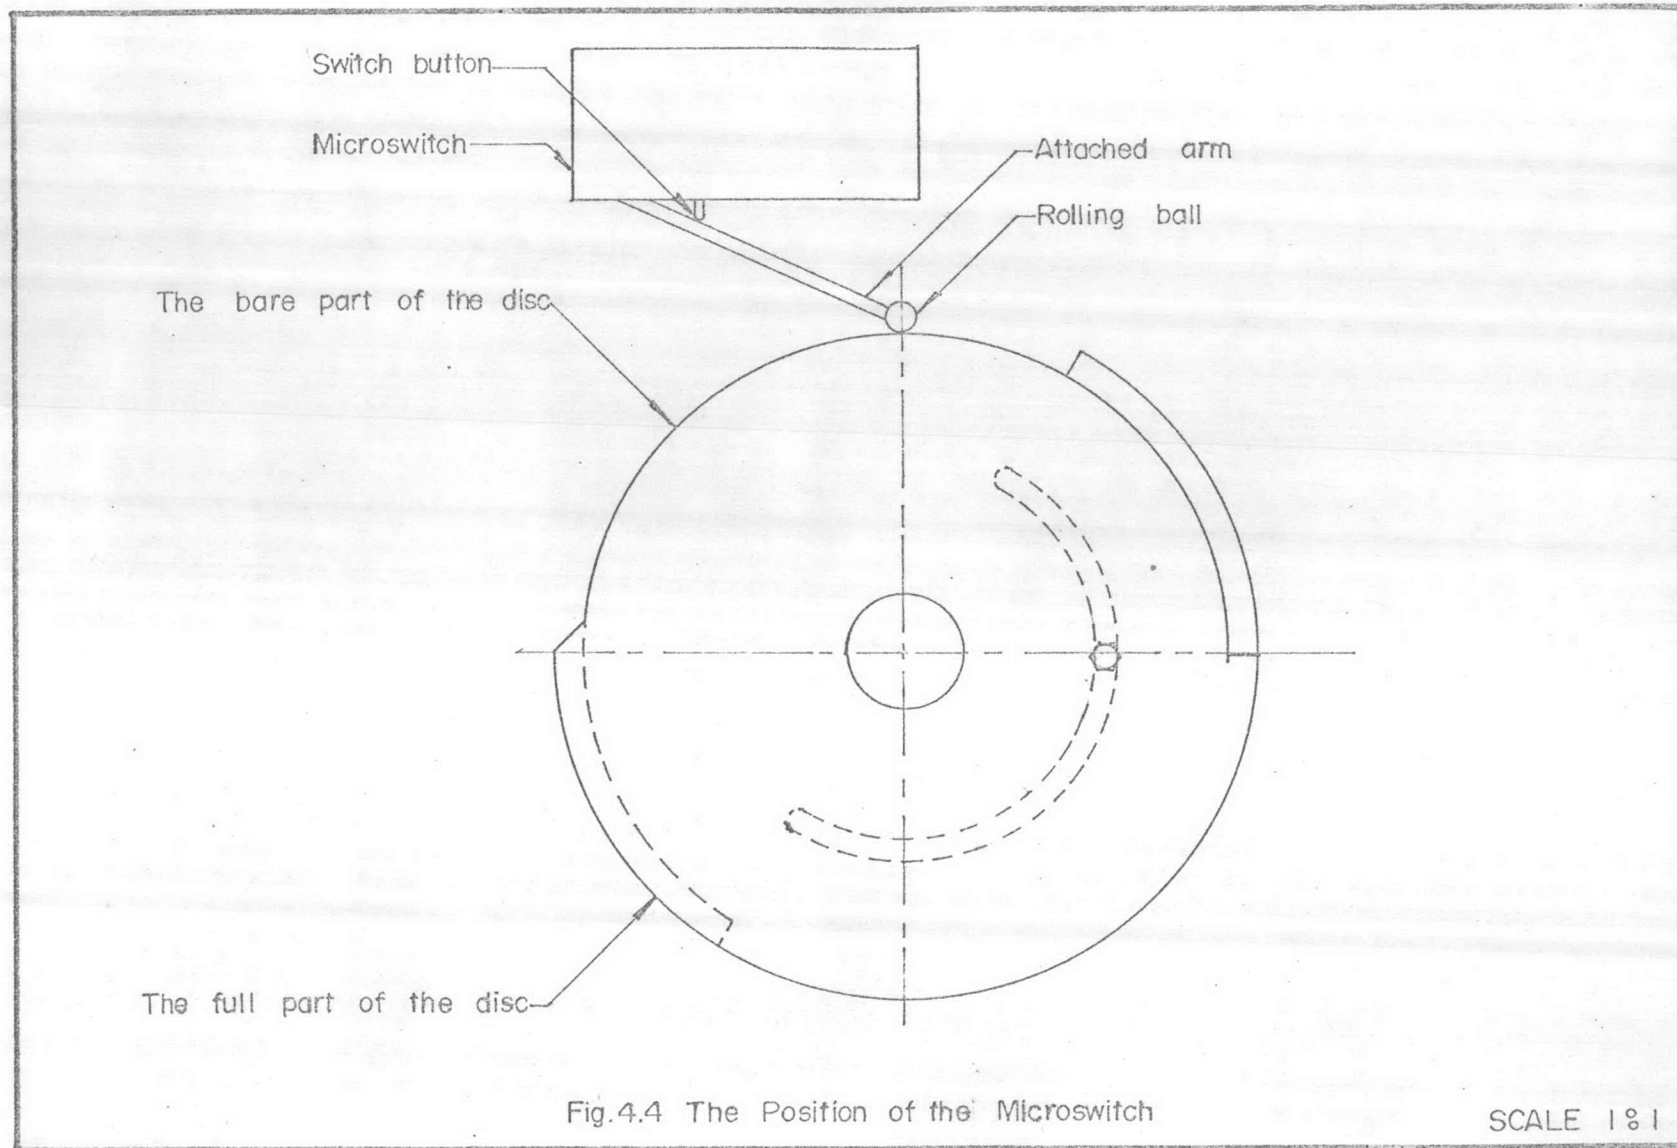 Switch button
Microswitch
Attached arm
Rolling ball
The bare part of the disc
The full part of the disc
Fig.4.4 The Position of the Microswitch
SCALE 1:1